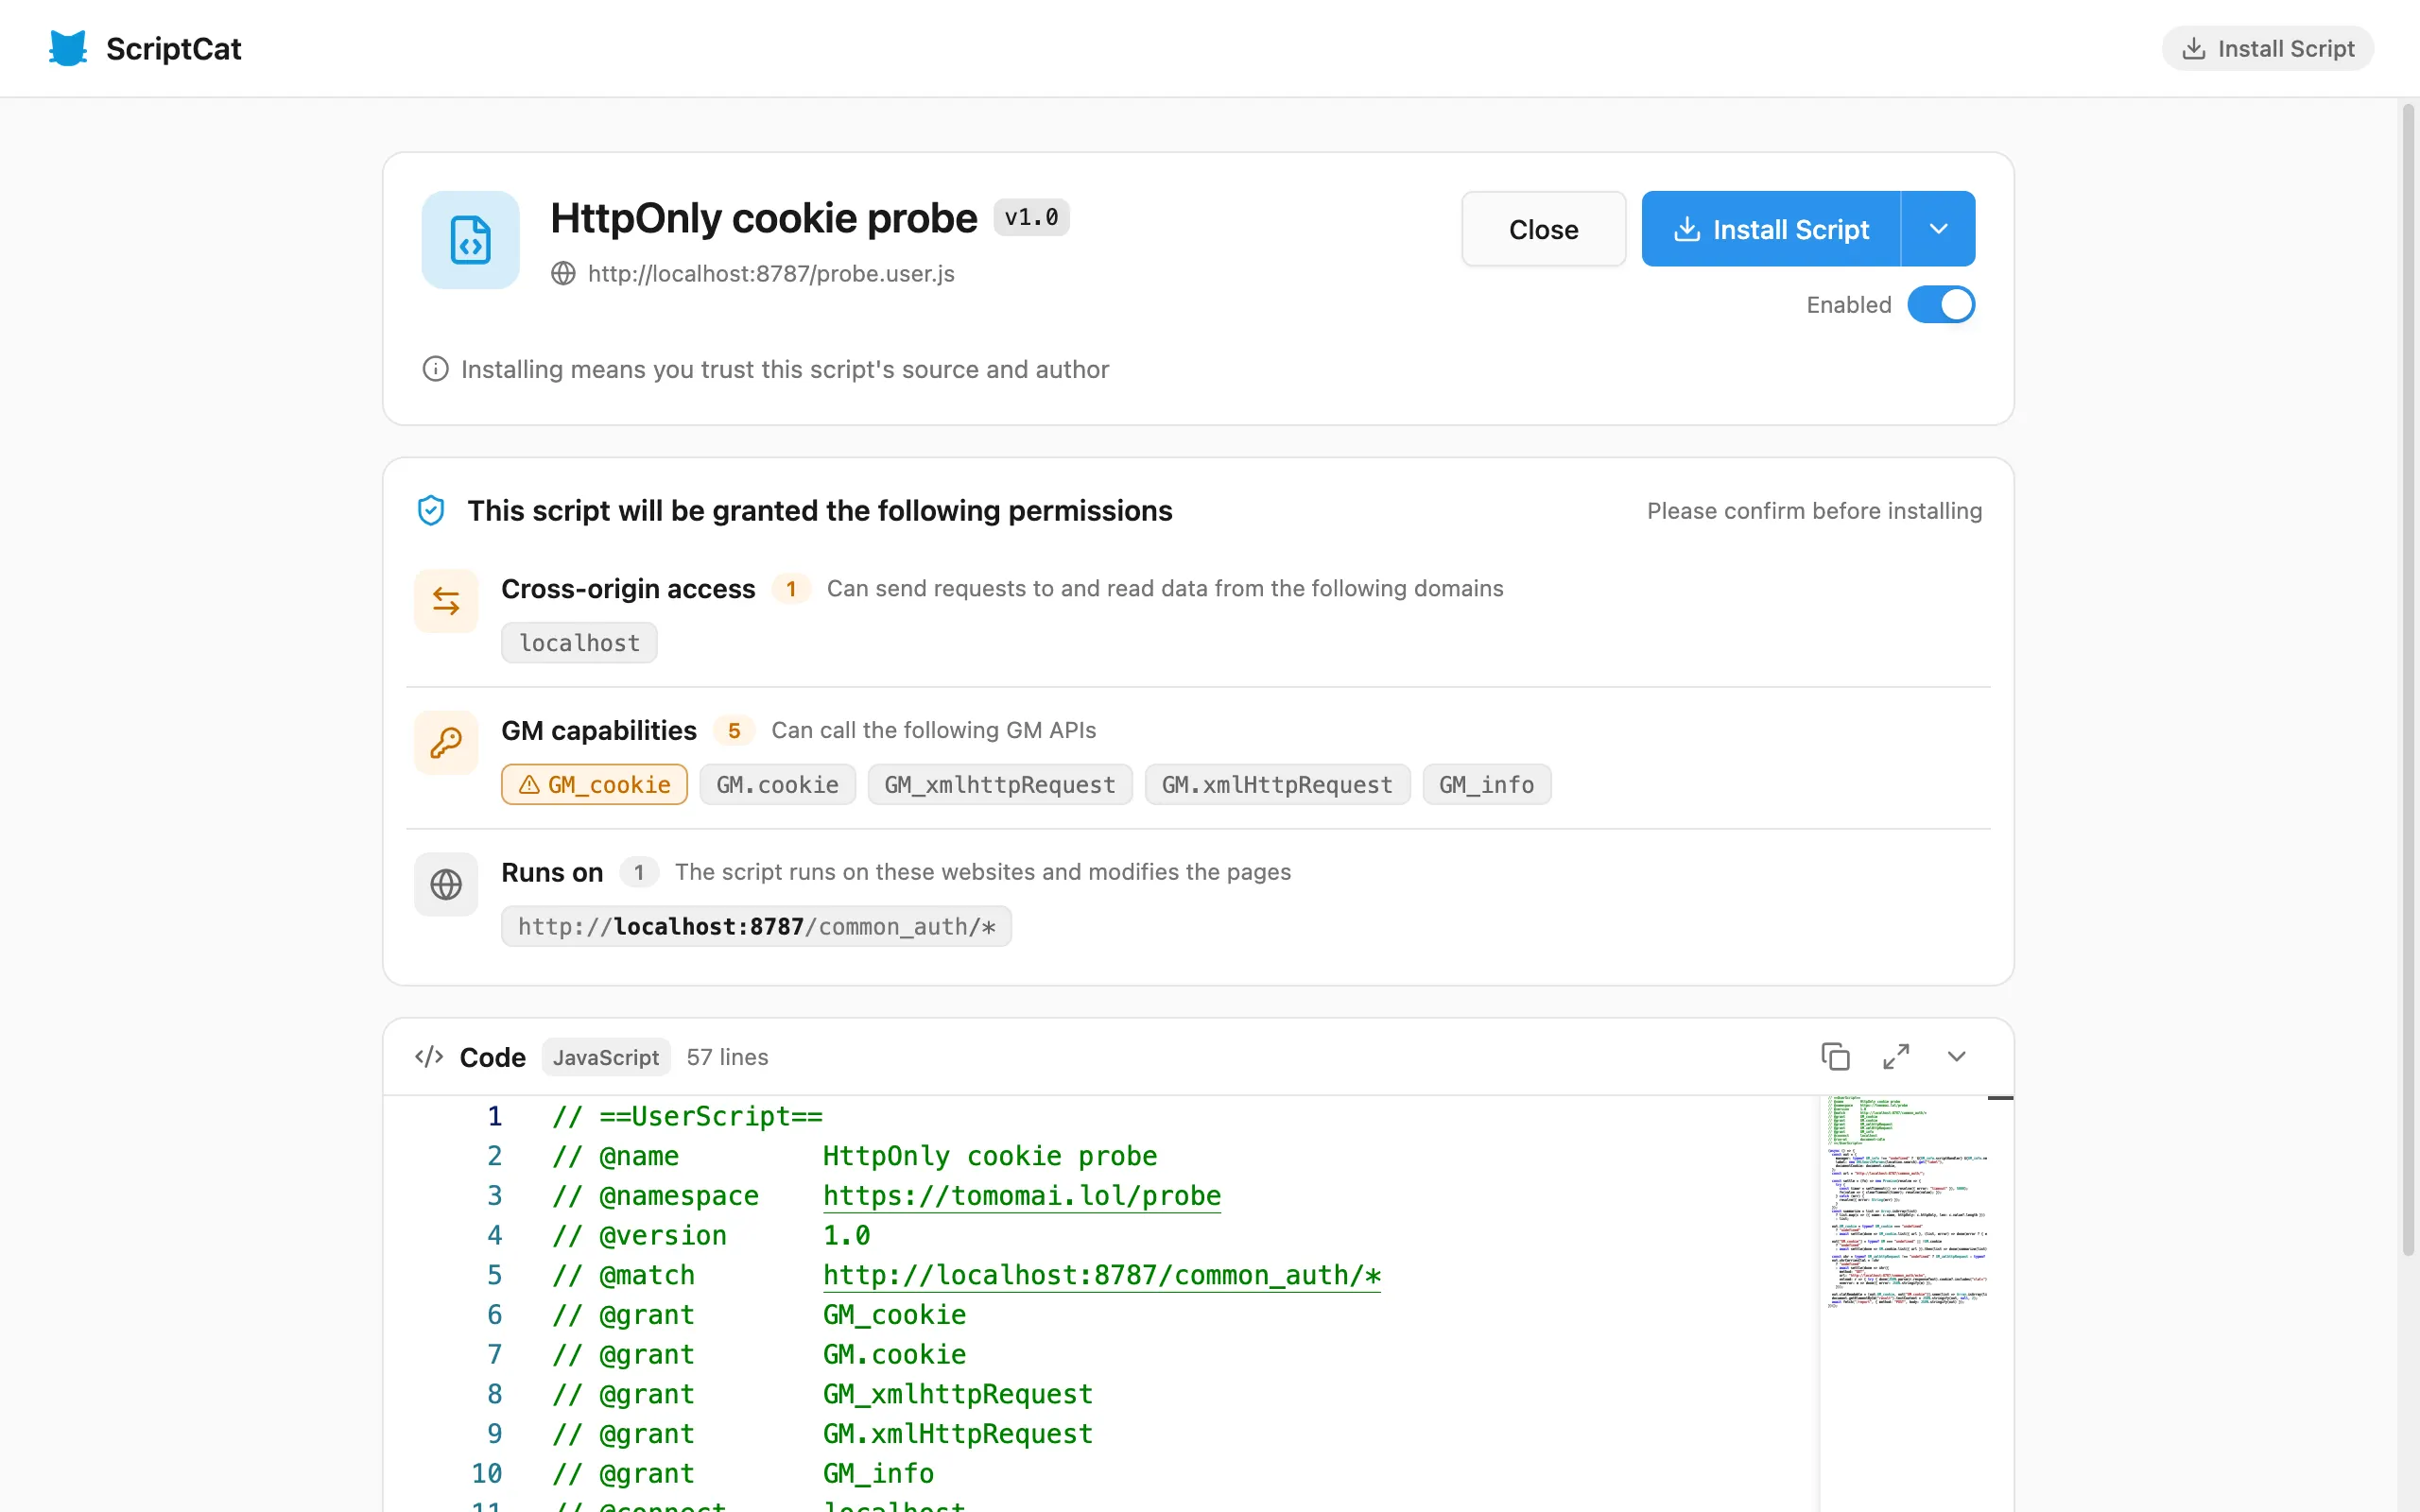 ScriptCat
Install Script
HttpOnly cookie probe v1.0
http://localhost:8787/probe.user.js
Close
Install Script
Enabled
Installing means you trust this script's source and author
This script will be granted the following permissions
Please confirm before installing
Cross-origin access 1 Can send requests to and read data from the following domains
localhost
GM capabilities 5 Can call the following GM APIs
GM_cookie GM.cookie GM_xmlhttpRequest GM.xmlHttpRequest GM_info
Runs on 1 The script runs on these websites and modifies the pages
http://localhost:8787/common_auth/*
Code JavaScript 57 lines
1 // ==UserScript==
2 // @name HttpOnly cookie probe
3 // @namespace https://tomomai.lol/probe
4 // @version 1.0
5 // @match http://localhost:8787/common_auth/*
6 // @grant GM_cookie
7 // @grant GM.cookie
8 // @grant GM_xmlhttpRequest
9 // @grant GM.xmlHttpRequest
10 // @grant GM_info
11 // @connect localhost